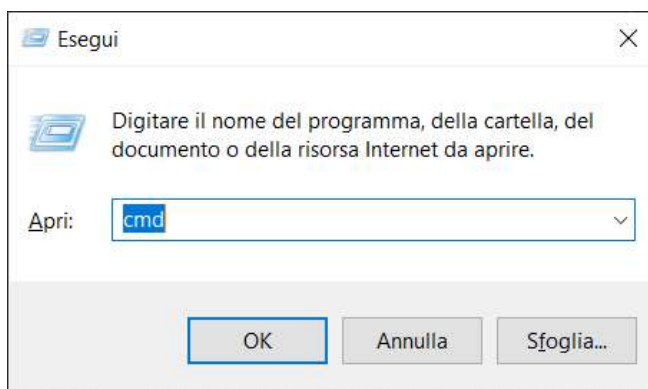 Esegui
Digitare il nome del programma, della cartella, del
documento o della risorsa Internet da aprire.
Apri: cmd
OK Annulla Sfoglia...